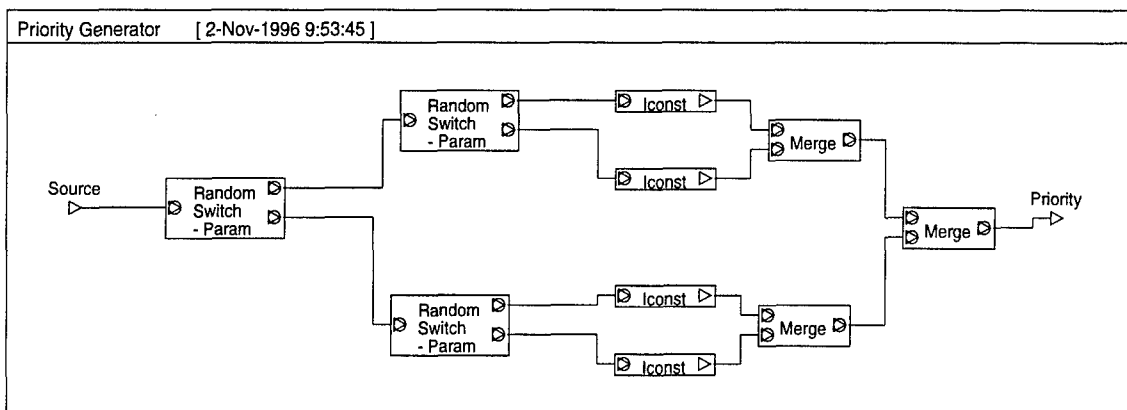 Priority Generator [ 2-Nov-1996 9:53:45 ]
Random
Switch
- Param
Iconst
Merge
Iconst
Source
Random
Switch
- Param
Priority
Merge
Random
Switch
- Param
Iconst
Merge
Iconst